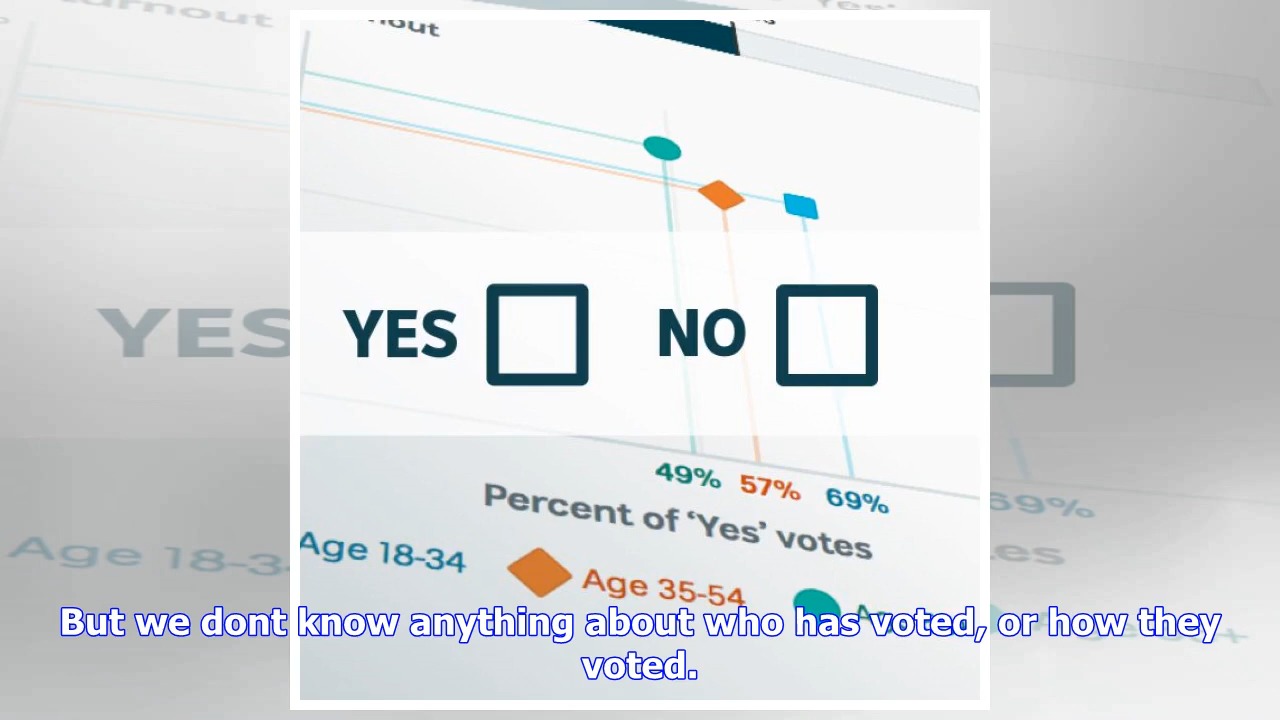 YES NO
49% 57% 69%
Percent of ‘Yes’ votes
Age 18-34 Age 35-54
But we dont know anything about who has voted, or how they
voted.